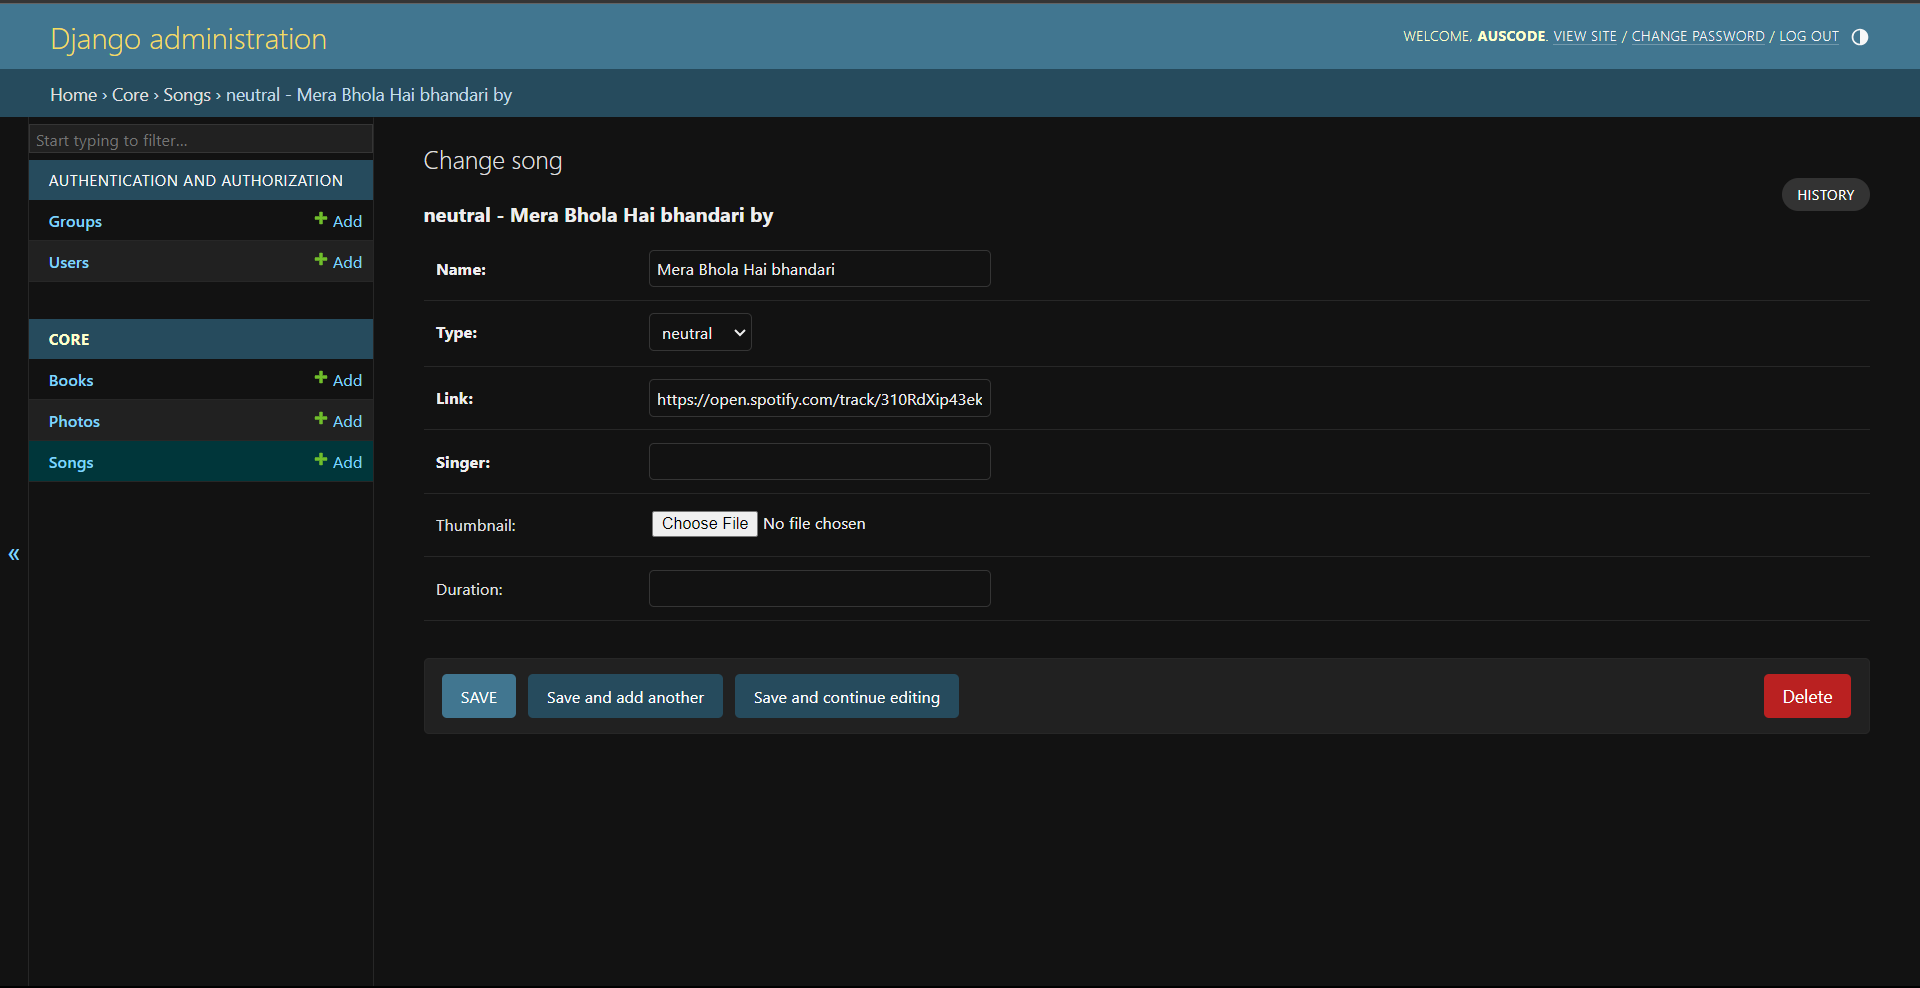 Django administration
WELCOME, AUSCODE. VIEW SITE / CHANGE PASSWORD / LOG OUT
Home › Core › Songs › neutral - Mera Bhola Hai bhandari by
Start typing to filter...
AUTHENTICATION AND AUTHORIZATION
Groups + Add
Users + Add
CORE
Books + Add
Photos + Add
Songs + Add
«
Change song
HISTORY
neutral - Mera Bhola Hai bhandari by
Name: Mera Bhola Hai bhandari
Type: neutral
Link: https://open.spotify.com/track/310RdXip43ek
Singer:
Thumbnail: Choose File No file chosen
Duration:
SAVE Save and add another Save and continue editing Delete